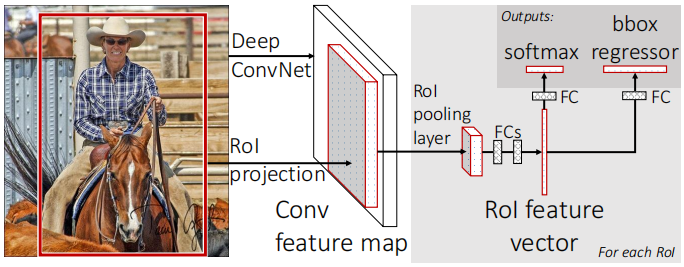 Deep
ConvNet
RoI
projection
Conv
feature map
RoI
pooling
layer
FCs
RoI feature
vector
Outputs:
softmax
bbox
regressor
FC
FC
For each RoI